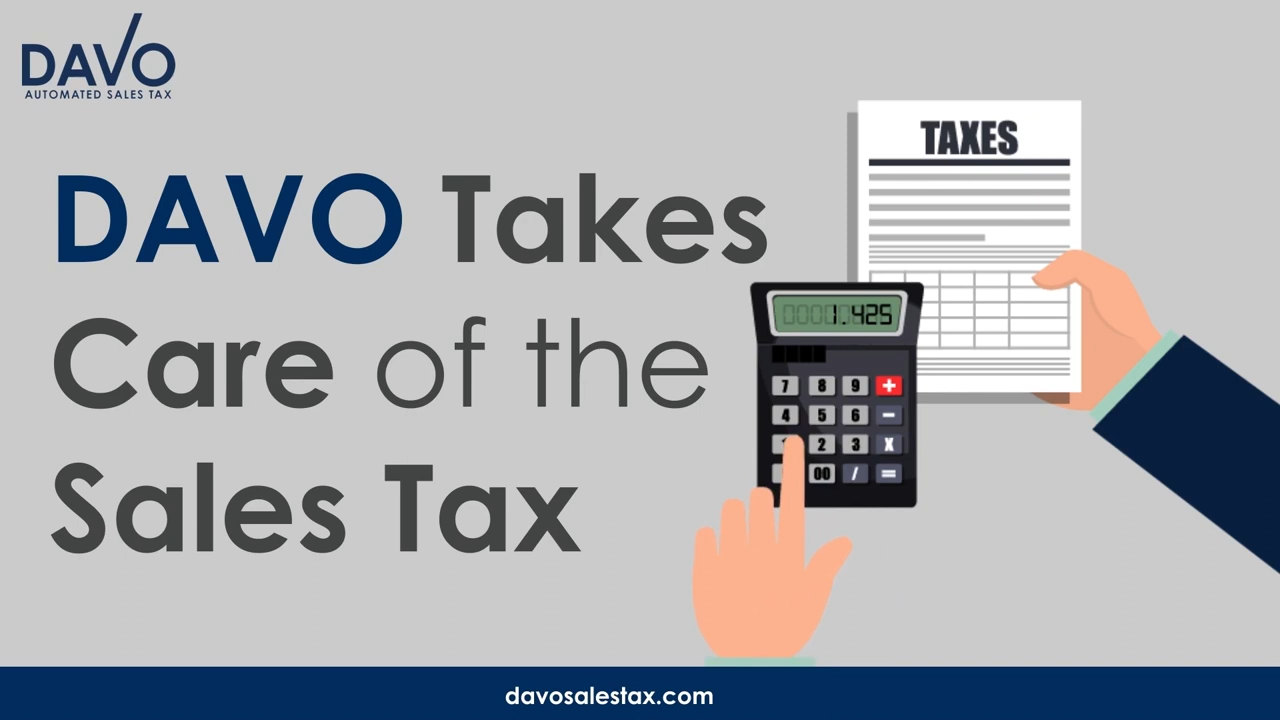 DAVO
AUTOMATED SALES TAX
DAVO Takes
Care of the
Sales Tax
TAXES
1.425
7 8 9 +
4 5 6 -
2 3 X
00 / =
davosalestax.com